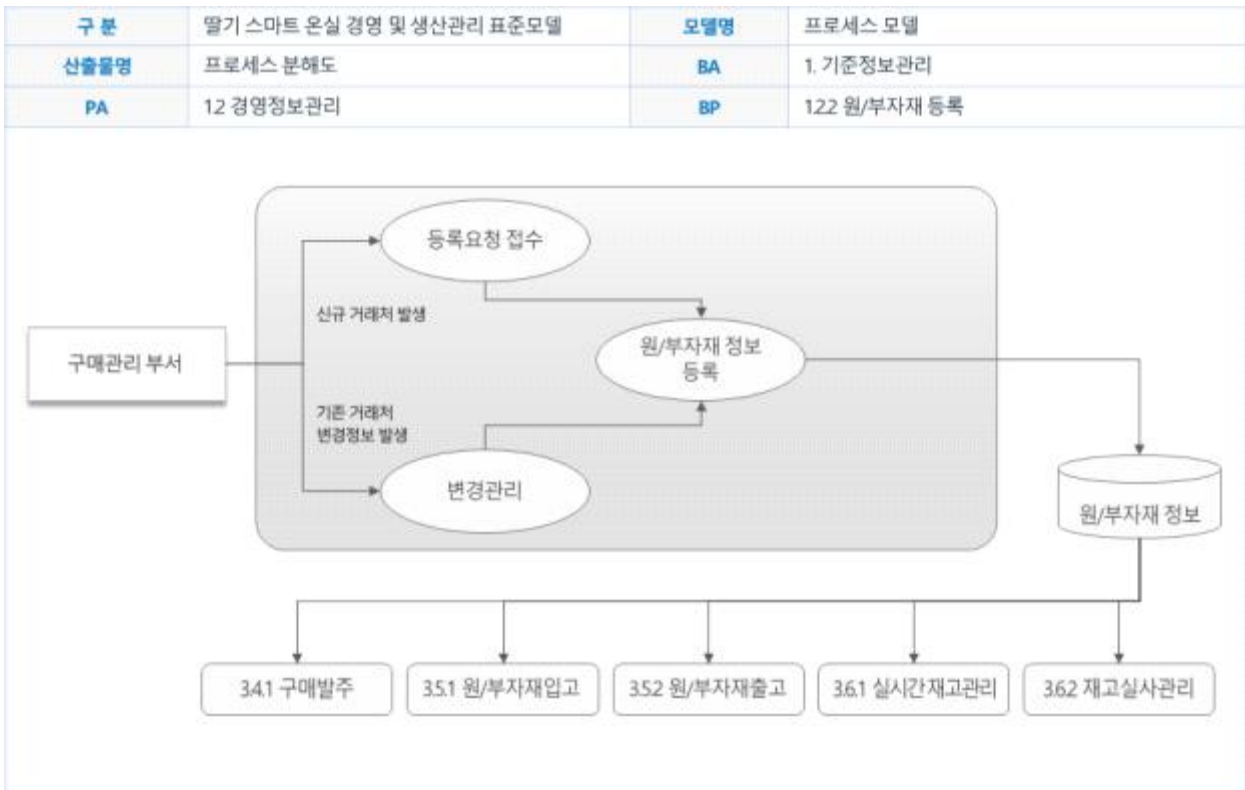 구 분 딸기 스마트 온실 경영 및 생산관리 표준모델 모델명 프로세스 모델
산출물명 프로세스 분해도 BA 1. 기준정보관리
PA 1.2 경영정보관리 BP 1.2.2 원/부자재 등록
등록요청 접수
신규 거래처 발생
구매관리 부서
원/부자재 정보
등록
기존 거래처
변경정보 발생
변경관리
원/부자재 정보
3.4.1 구매발주 3.5.1 원/부자재입고 3.5.2 원/부자재출고 3.6.1 실시간 재고관리 3.6.2 재고실사관리